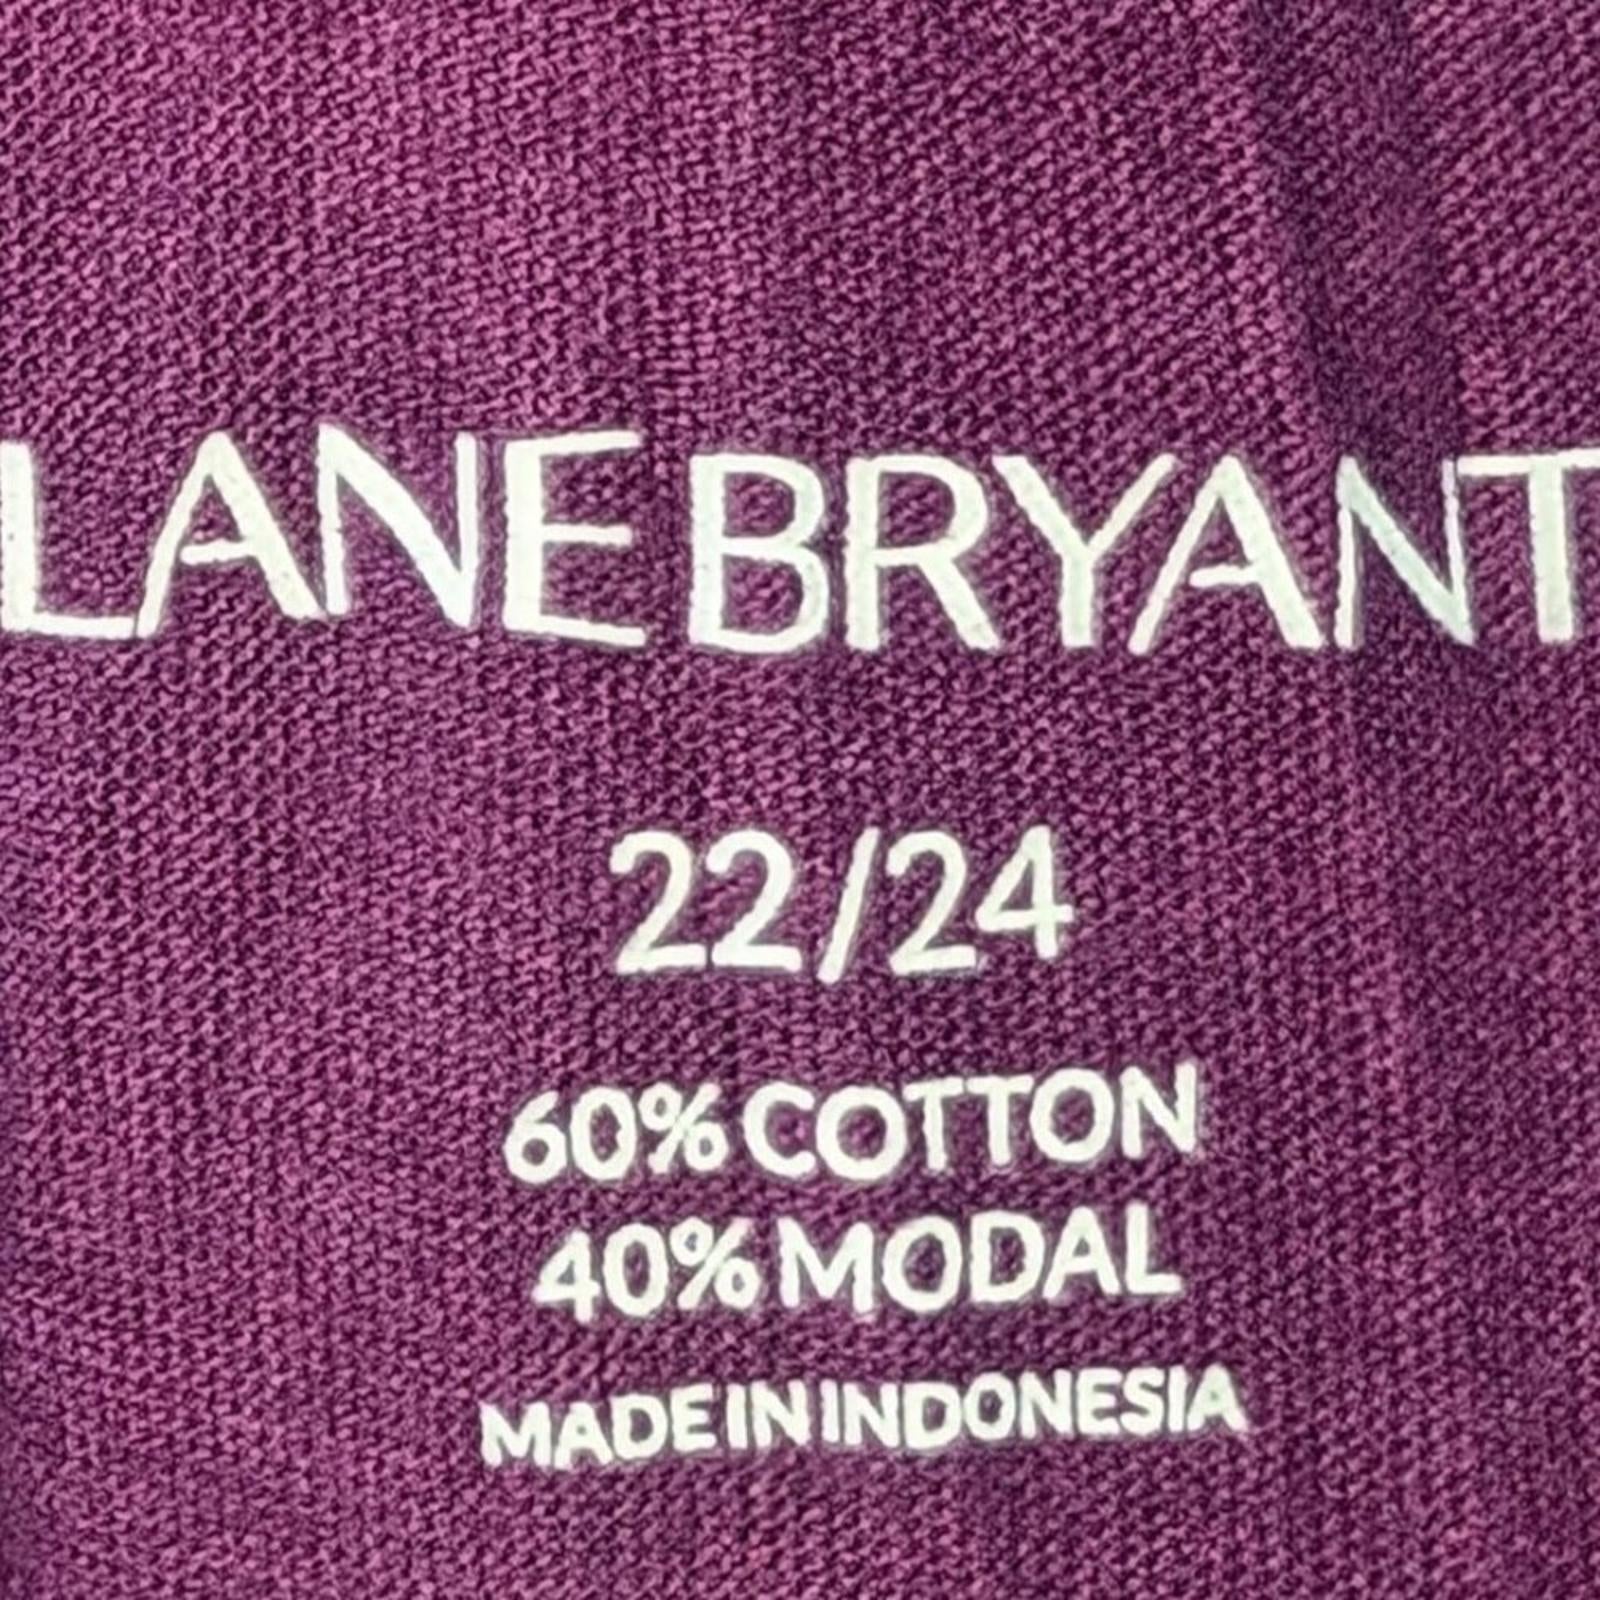 LANE BRYANT
22/24
60% COTTON
40% MODAL
MADE IN INDONESIA